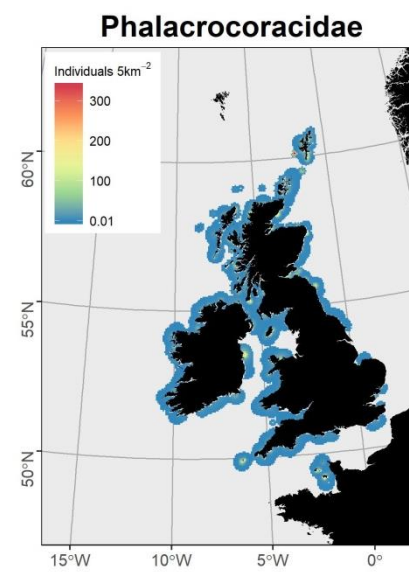 Phalacrocoracidae
Individuals 5km⁻²
300
200
100
0.01
60°N
55°N
50°N
15°W
10°W
5°W
0°